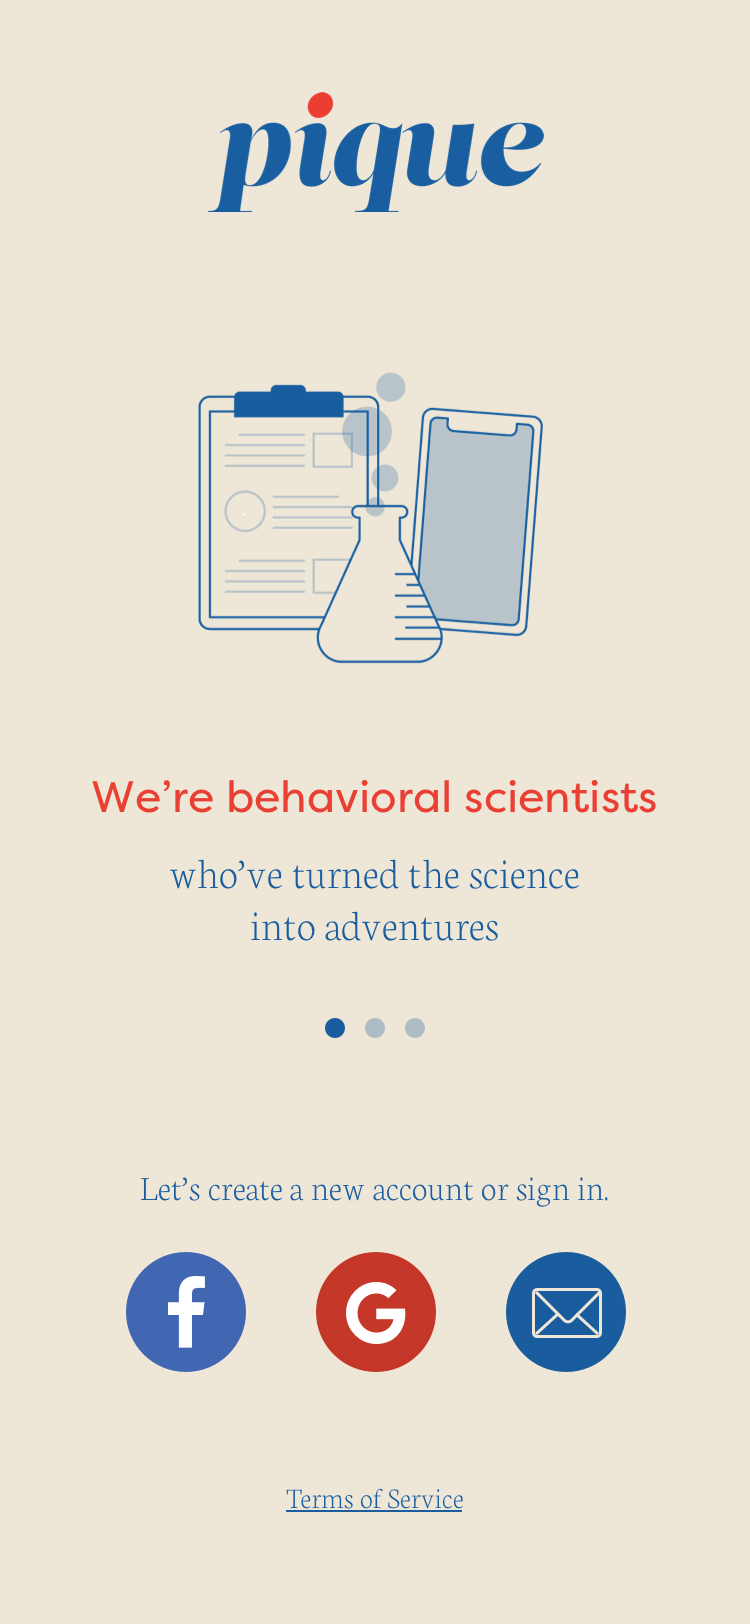 pique
We’re behavioral scientists
who’ve turned the science
into adventures
Let’s create a new account or sign in.
f
G
Terms of Service